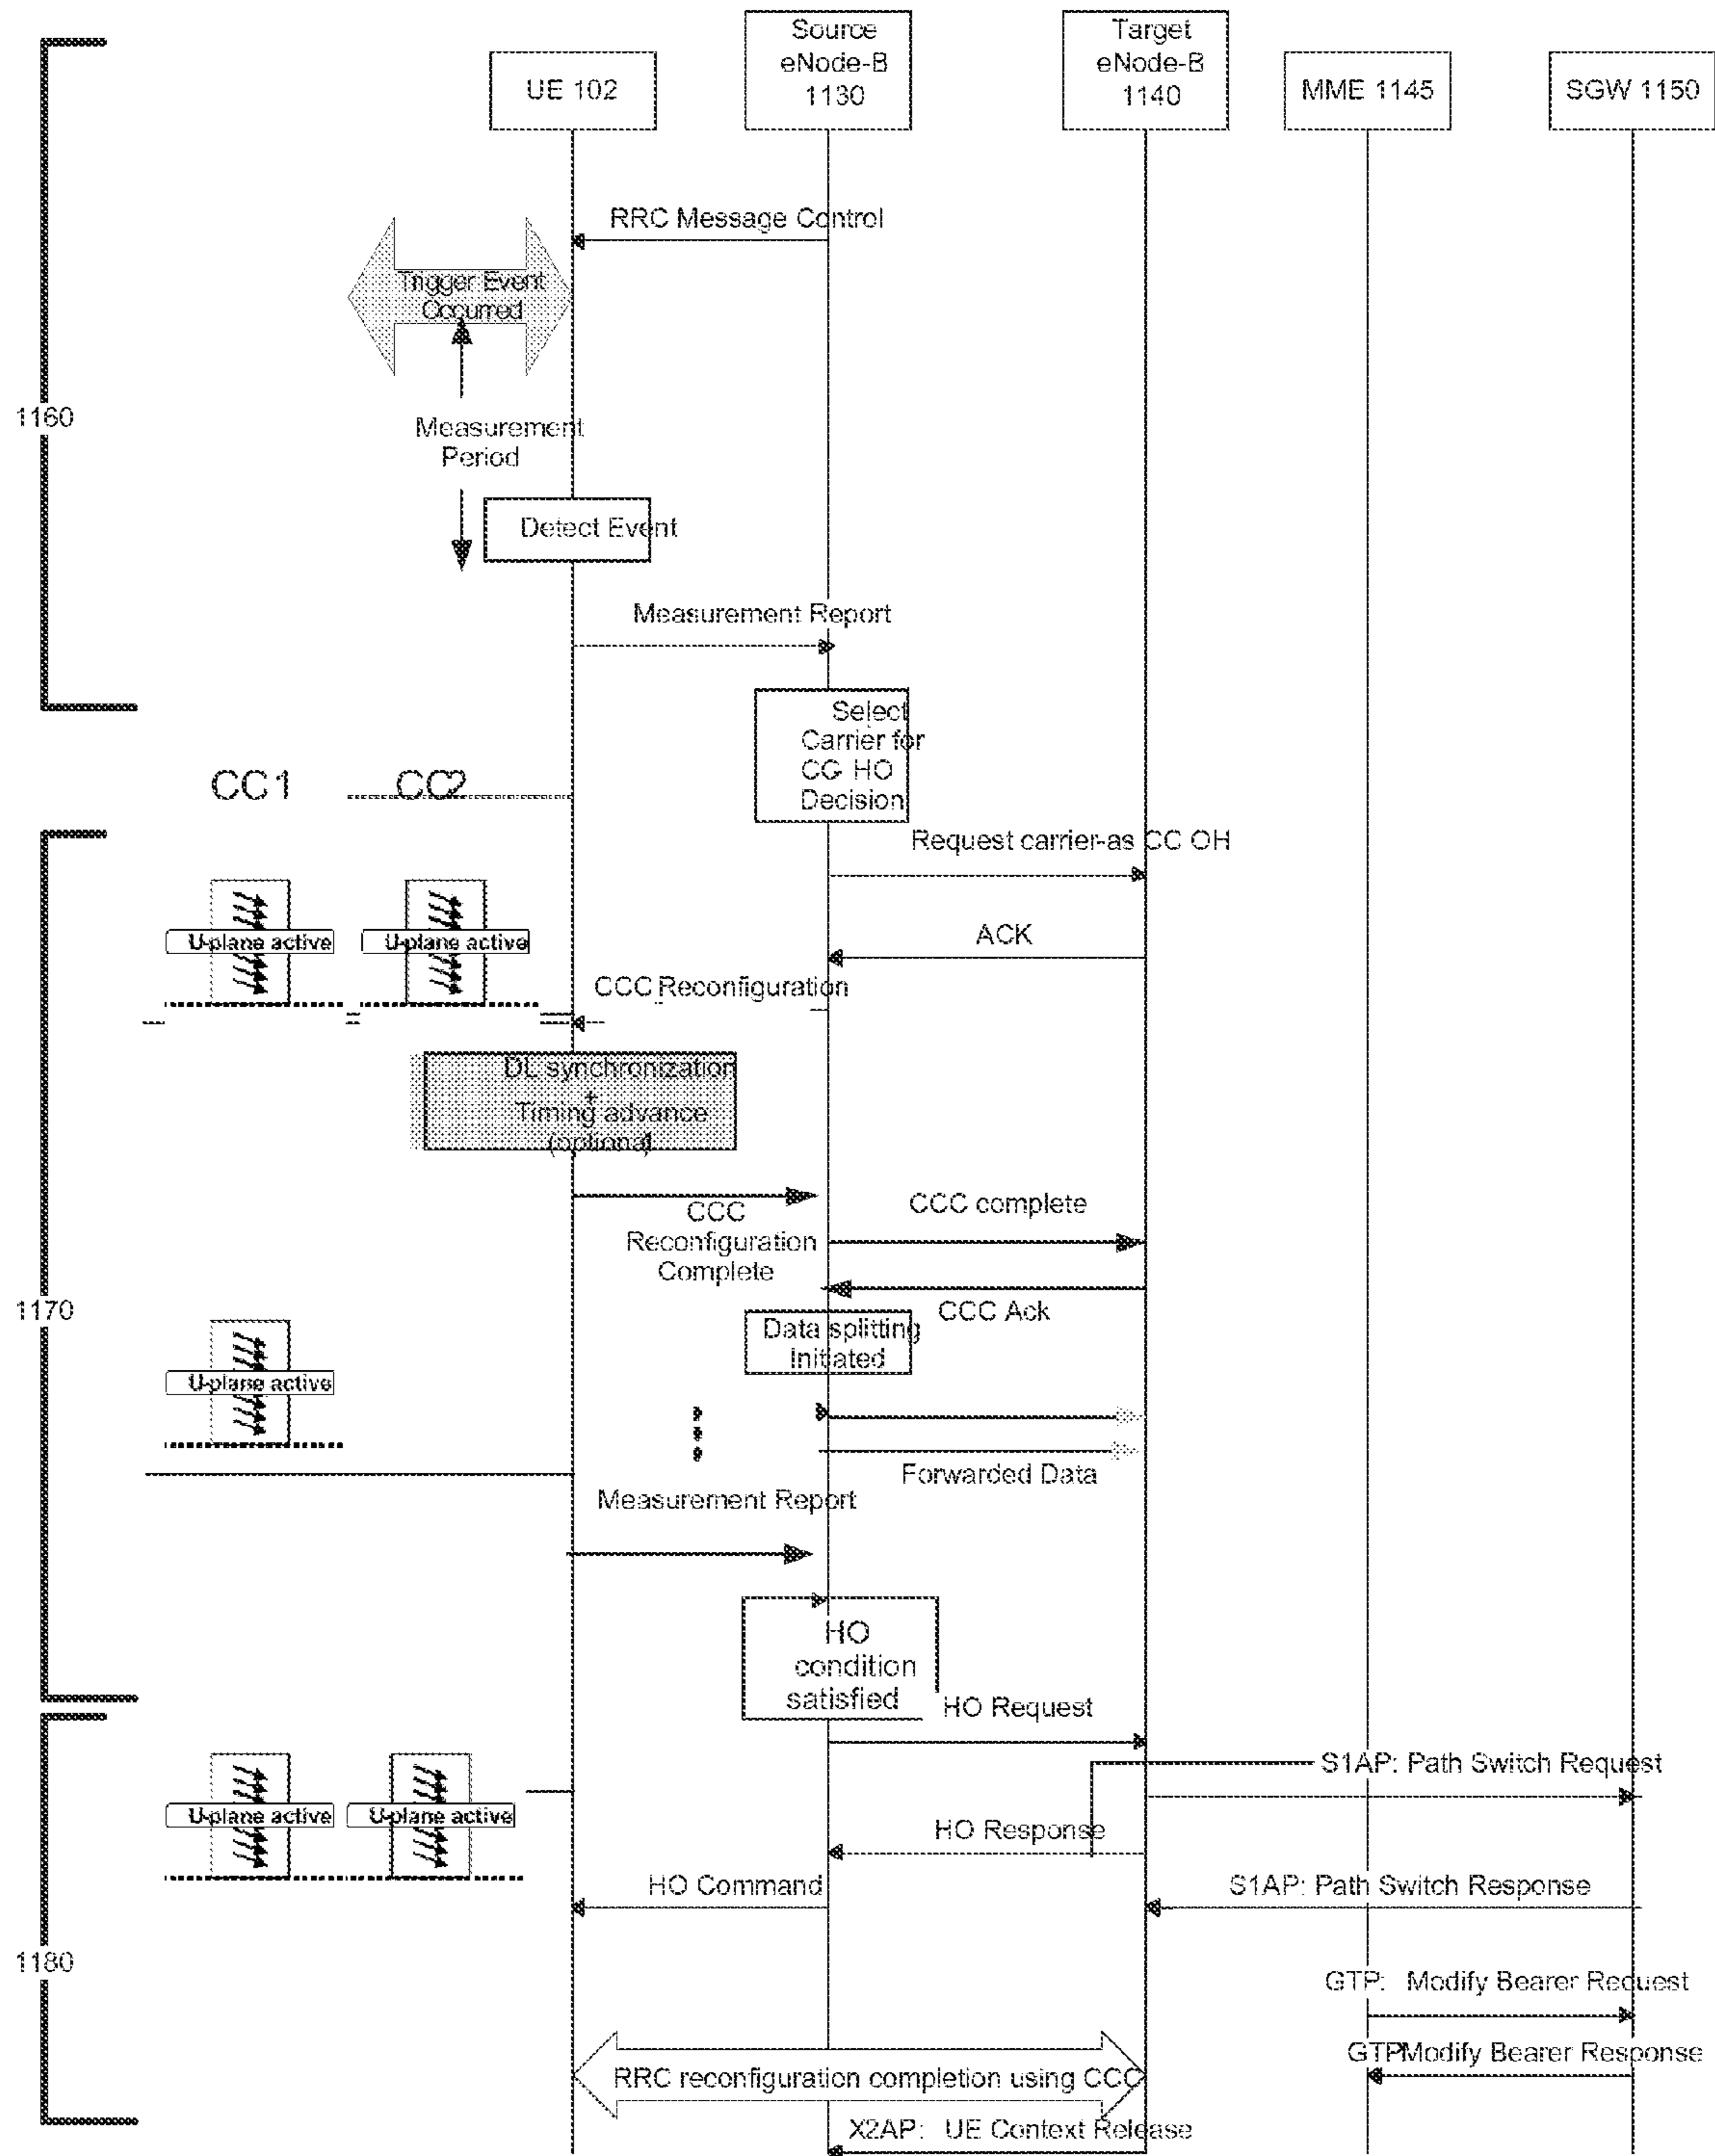 Source
eNode-B
1130
Target
eNode-B
1140
UE 102
MME 1145
SGW 1150
RRC Message Control
Trigger Event
Occurred
1160
Measurement
Period
Detect Event
Measurement Report
Select
Carrier for
CG HO
Decision
CC1
CC2
Request carrier-as CC OH
U-plane active
U-plane active
ACK
CCC Reconfiguration
DL synchronization
+
Timing advance
(optional
CCC
Reconfiguration
Complete
CCC complete
1170
CCC Ack
Data splitting
Initiated
U-plane active
Forwarded Data
Measurement Report
HO
condition
satisfied
HO Request
S1AP: Path Switch Request
U-plane active
U-plane active
HO Response
HO Command
S1AP: Path Switch Response
1180
GTP: Modify Bearer Request
GTP Modify Bearer Response
RRC reconfiguration completion using CCC
X2AP: UE Context Release